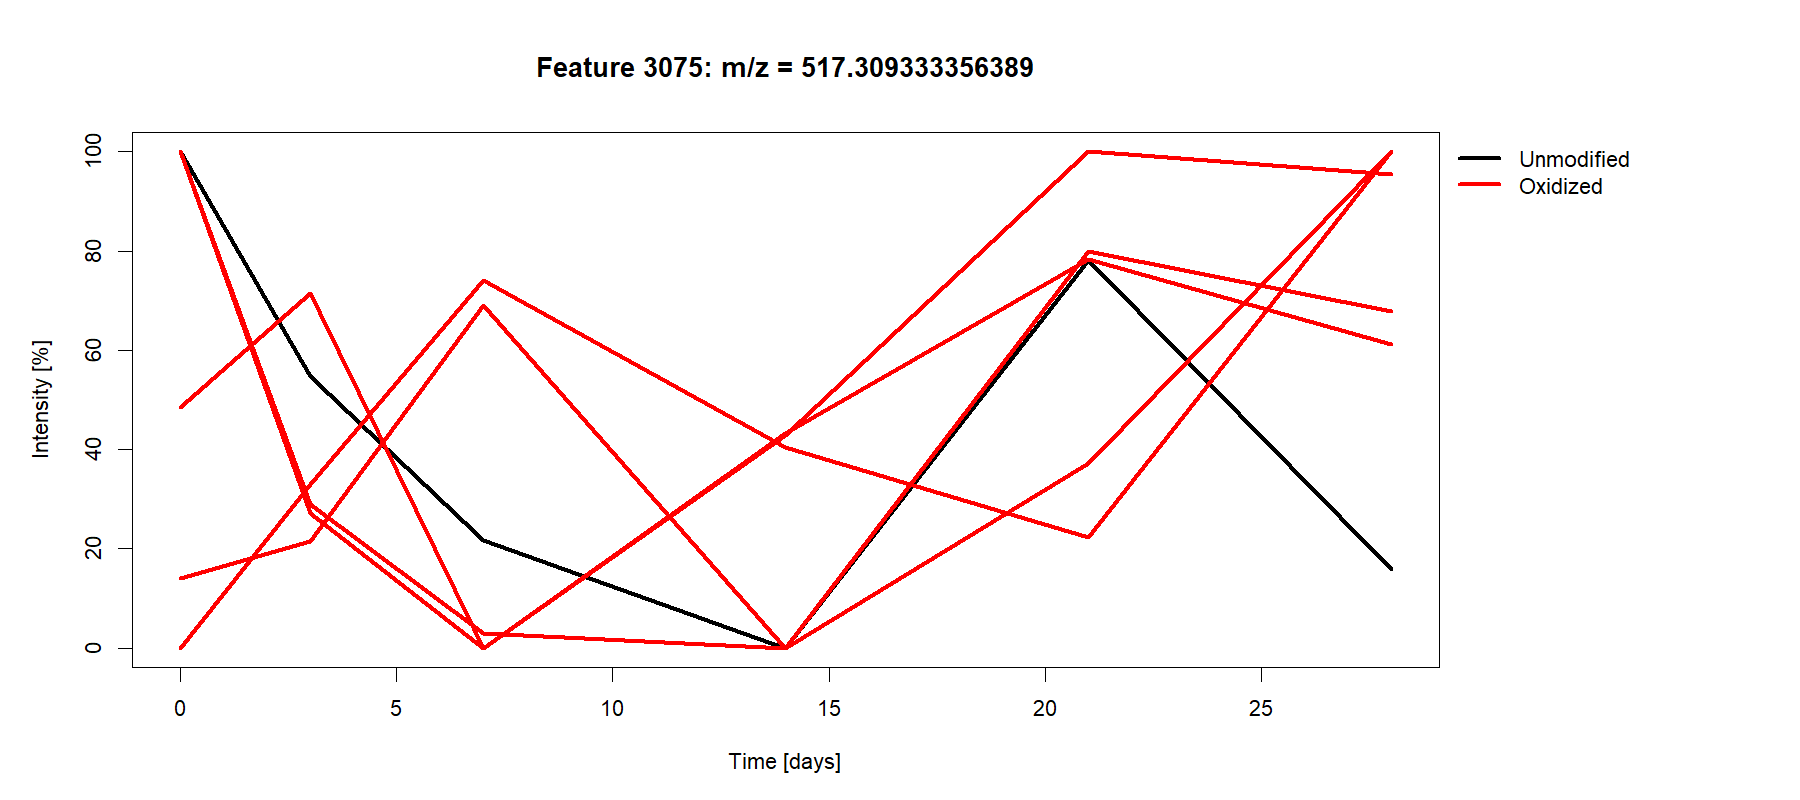 Feature 3075: m/z = 517.309333356389
Unmodified
Oxidized
Intensity [%]
100
80
60
40
20
0
0 5 10 15 20 25
Time [days]